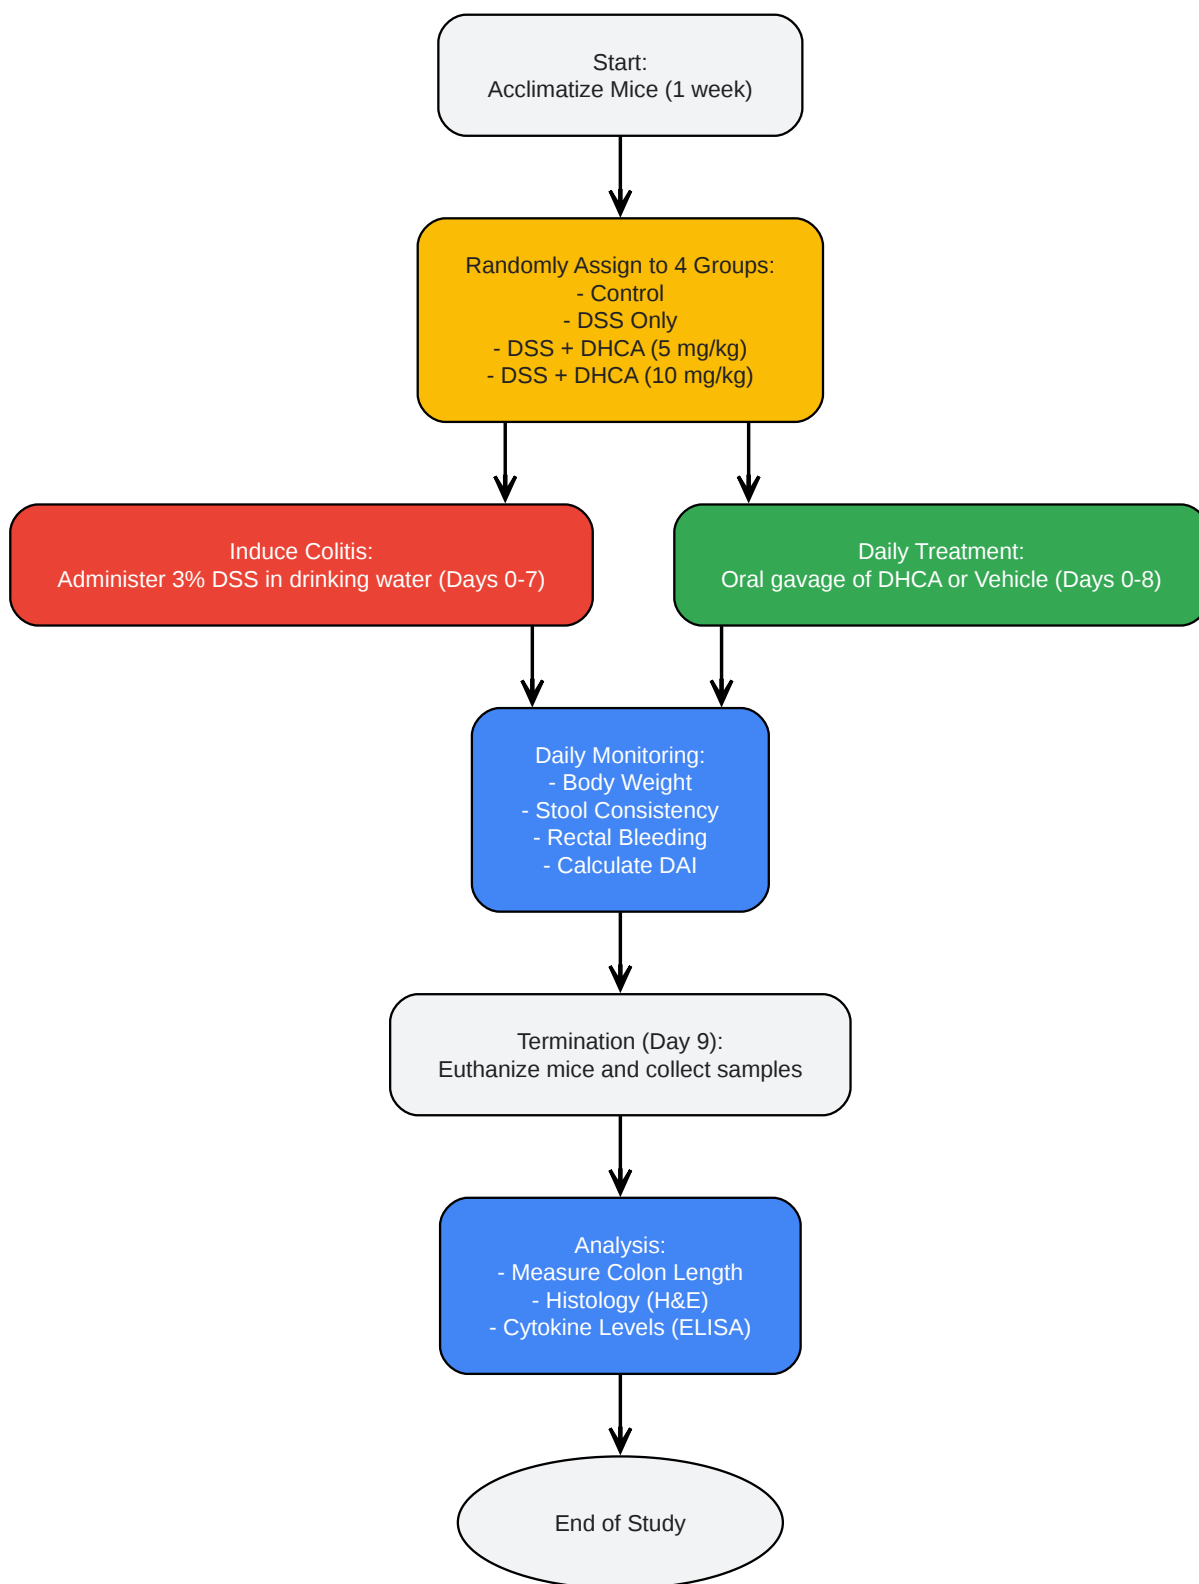 Start:
Acclimatize Mice (1 week)
Randomly Assign to 4 Groups:
- Control
- DSS Only
- DSS + DHCA (5 mg/kg)
- DSS + DHCA (10 mg/kg)
Induce Colitis:
Administer 3% DSS in drinking water (Days 0-7)
Daily Treatment:
Oral gavage of DHCA or Vehicle (Days 0-8)
Daily Monitoring:
- Body Weight
- Stool Consistency
- Rectal Bleeding
- Calculate DAI
Termination (Day 9):
Euthanize mice and collect samples
Analysis:
- Measure Colon Length
- Histology (H&E)
- Cytokine Levels (ELISA)
End of Study